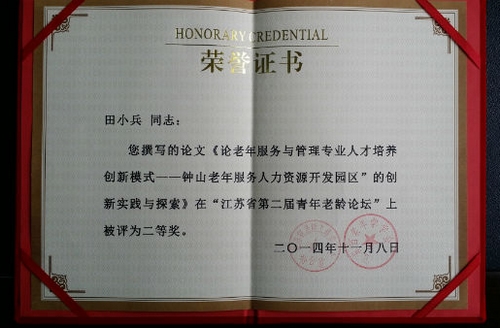 HONORARY CREDENTIAL
荣誉证书
田小兵 同志：
您撰写的论文《论老年服务与管理专业人才培养
创新模式——钟山老年服务人力资源开发园区”的创
新实践与探索》在“江苏省第二届青年老龄论坛”上
被评为二等奖。
二〇一四年十一月八日